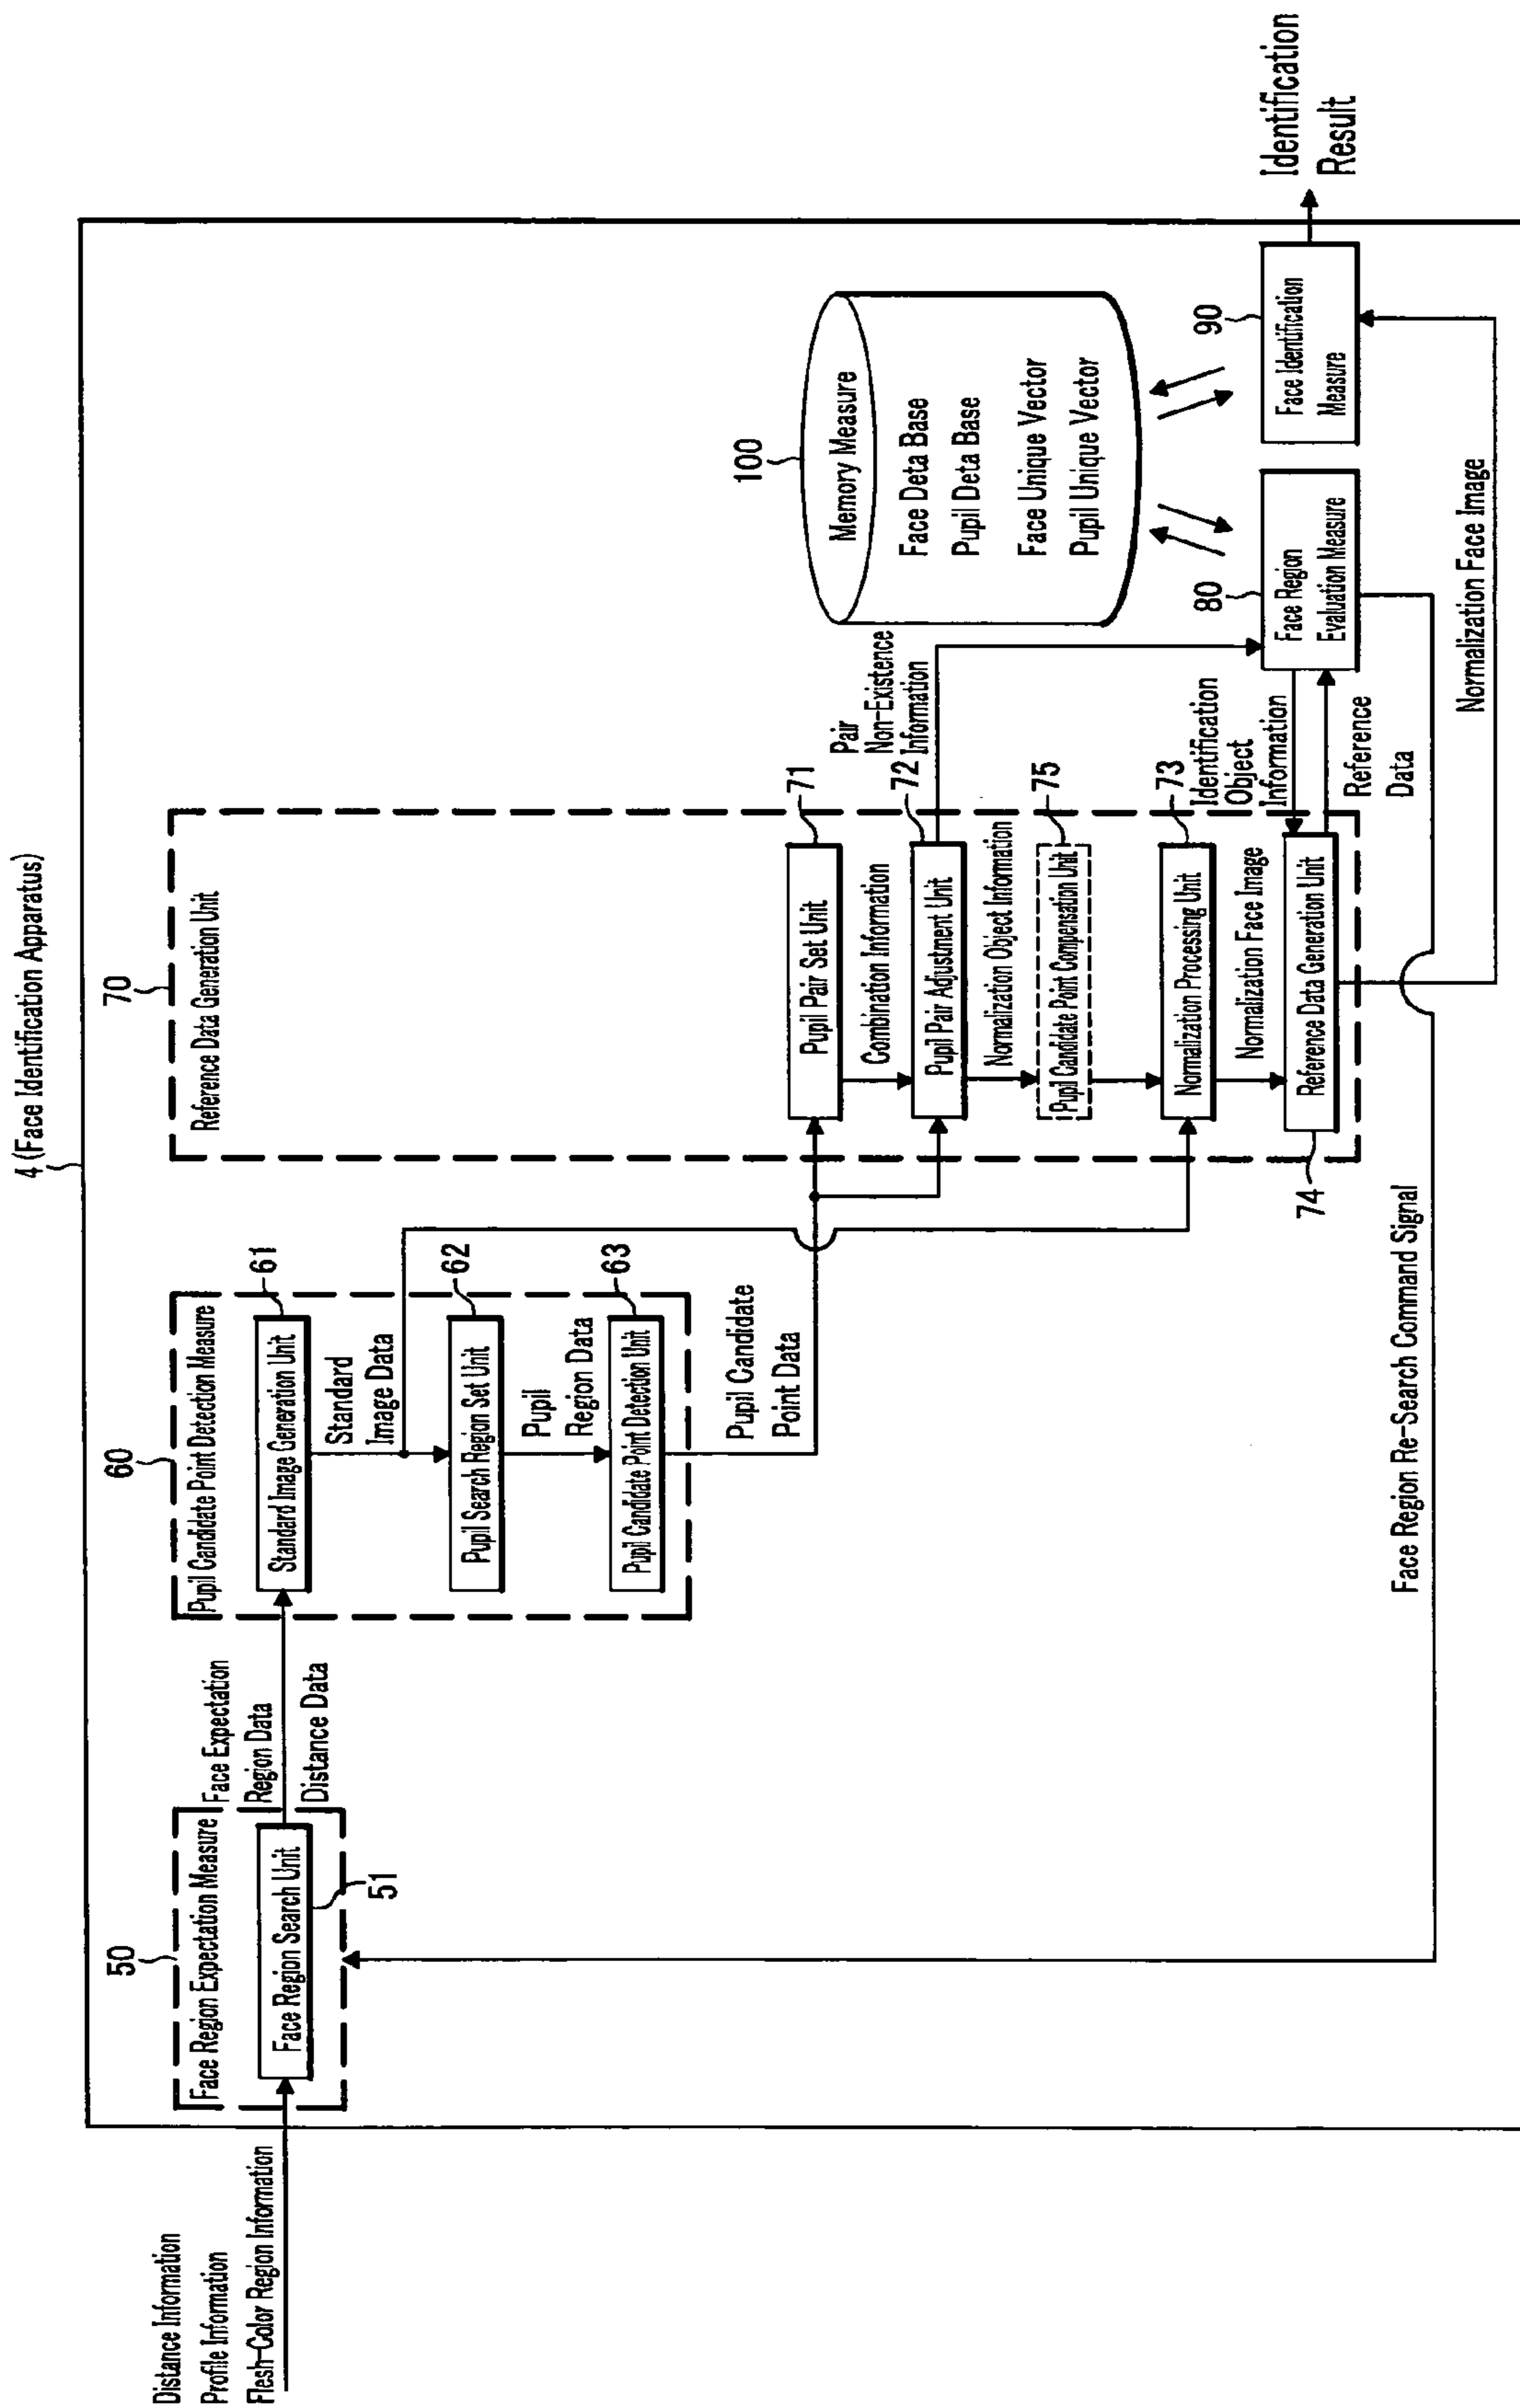 4 (Face Identification Apparatus)
Distance Information
Profile Information
Flesh-Color Region Information
50
Face Region Expectation Measure
Face Region Search Unit
51
Face Expectation
Region Data
Distance Data
60
Pupil Candidate Point Detection Measure
Standard Image Generation Unit
61
Standard
Image Data
Pupil Search Region Set Unit
62
Pupil
Region Data
Pupil Candidate Point Detection Unit
63
Pupil Candidate
Point Data
70
Reference Data Generation Unit
Pupil Pair Set Unit
71
Combination Information
Pupil Pair Adjustment Unit
72
Pair
Non-Existence
Information
Normalization Object Information
Pupil Candidate Point Compensation Unit
75
Normalization Processing Unit
73
Normalization Face Image
Reference Data Generation Unit
74
Identification
Object
Information
Reference
Data
100
Memory Measure
Face Deta Base
Pupil Deta Base
Face Unique Vector
Pupil Unique Vector
80
Face Region
Evaluation Measure
90
Face Identification
Measure
Identification
Result
Face Region Re-Search Command Signal
Normalization Face Image